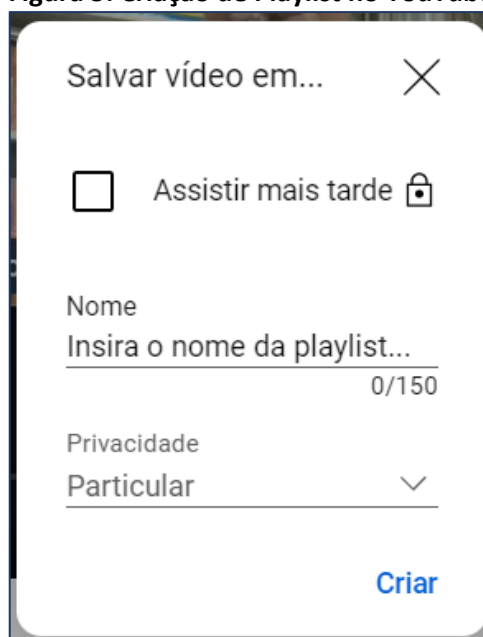 Salvar vídeo em...
Assistir mais tarde
Nome
Insira o nome da playlist...
0/150
Privacidade
Particular
Criar